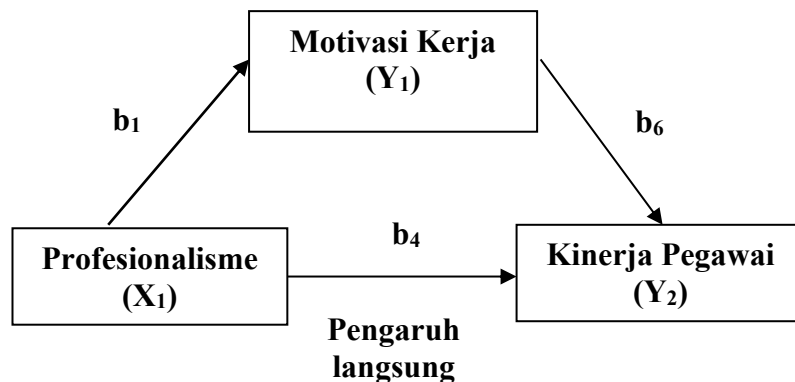 Motivasi Kerja
(Y₁)
b₁
b₆
Profesionalisme
(X₁)
b₄
Kinerja Pegawai
(Y₂)
Pengaruh
langsung